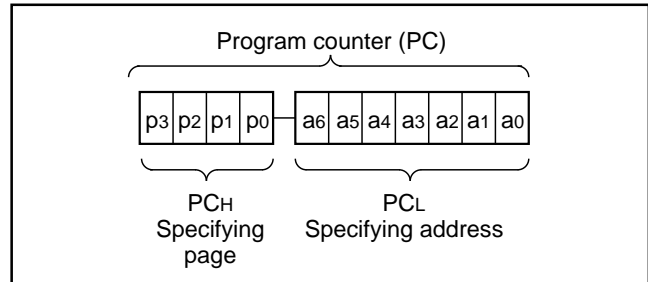 Program counter (PC)
p3 p2 p1 p0 a6 a5 a4 a3 a2 a1 a0
PCH PCL
Specifying Specifying address
page